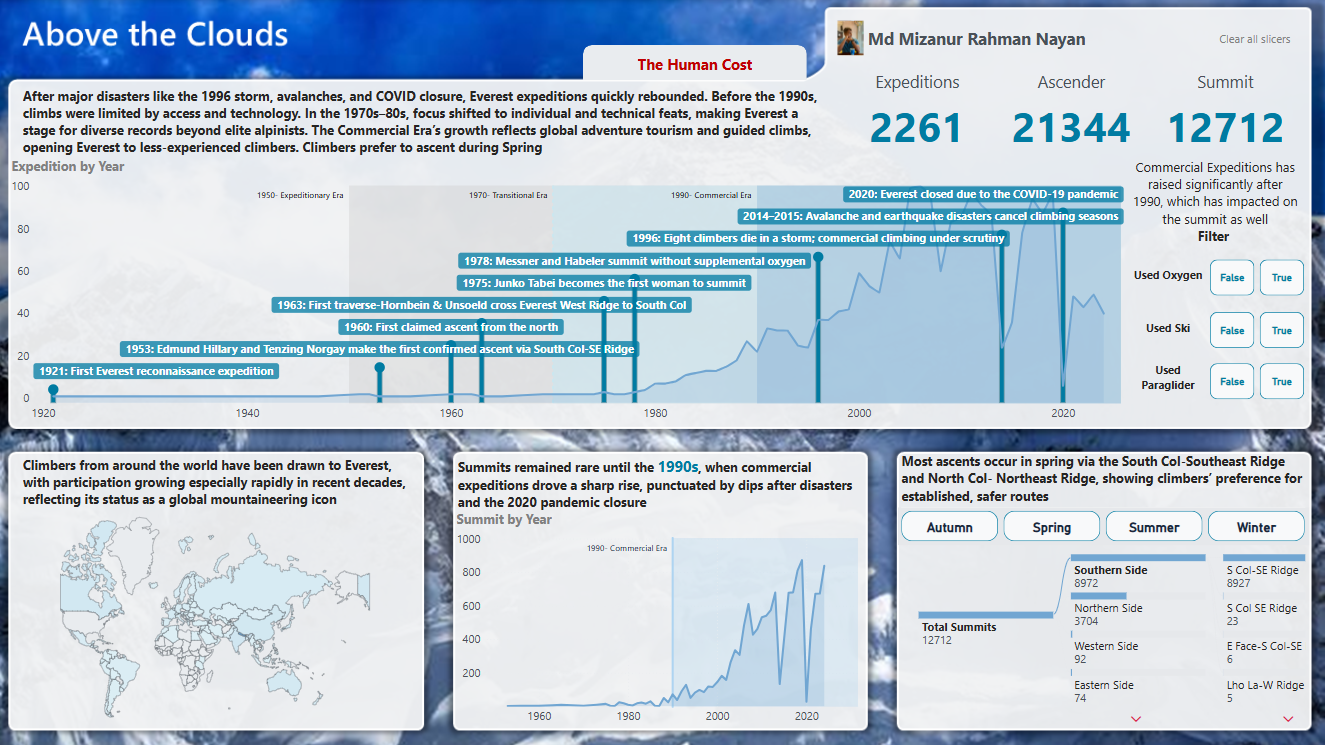 Above the Clouds
The Human Cost
Md Mizanur Rahman Nayan
Clear all slicers
Expeditions
Ascender
Summit
2261
21344
12712
After major disasters like the 1996 storm, avalanches, and COVID closure, Everest expeditions quickly rebounded. Before the 1990s,
climbs were limited by access and technology. In the 1970s–80s, focus shifted to individual and technical feats, making Everest a
stage for diverse records beyond elite alpinists. The Commercial Era's growth reflects global adventure tourism and guided climbs,
opening Everest to less-experienced climbers. Climbers prefer to ascent during Spring
Expedition by Year
100
80
60
40
20
0
1950- Expeditionary Era
1970- Transitional Era
1990- Commercial Era
2020: Everest closed due to the COVID-19 pandemic
2014–2015: Avalanche and earthquake disasters cancel climbing seasons
1996: Eight climbers die in a storm; commercial climbing under scrutiny
1978: Messner and Habeler summit without supplemental oxygen
1975: Junko Tabei becomes the first woman to summit
1963: First traverse-Hornbein & Unsoeld cross Everest West Ridge to South Col
1960: First claimed ascent from the north
1953: Edmund Hillary and Tenzing Norgay make the first confirmed ascent via South Col-SE Ridge
1921: First Everest reconnaissance expedition
1920
1940
1960
1980
2000
2020
Commercial Expeditions has
raised significantly after
1990, which has impacted on
the summit as well
Filter
Used Oxygen
False
True
Used Ski
False
True
Used
Paraglider
False
True
Climbers from around the world have been drawn to Everest,
with participation growing especially rapidly in recent decades,
reflecting its status as a global mountaineering icon
Summits remained rare until the 1990s, when commercial
expeditions drove a sharp rise, punctuated by dips after disasters
and the 2020 pandemic closure
Summit by Year
1000
800
600
400
200
1990- Commercial Era
1960
1980
2000
2020
Most ascents occur in spring via the South Col-Southeast Ridge
and North Col- Northeast Ridge, showing climbers' preference for
established, safer routes
Autumn
Spring
Summer
Winter
Total Summits
12712
Southern Side
8972
Northern Side
3704
Western Side
92
Eastern Side
74
S Col-SE Ridge
8927
S Col SE Ridge
23
E Face-S Col-SE
6
Lho La-W Ridge
5